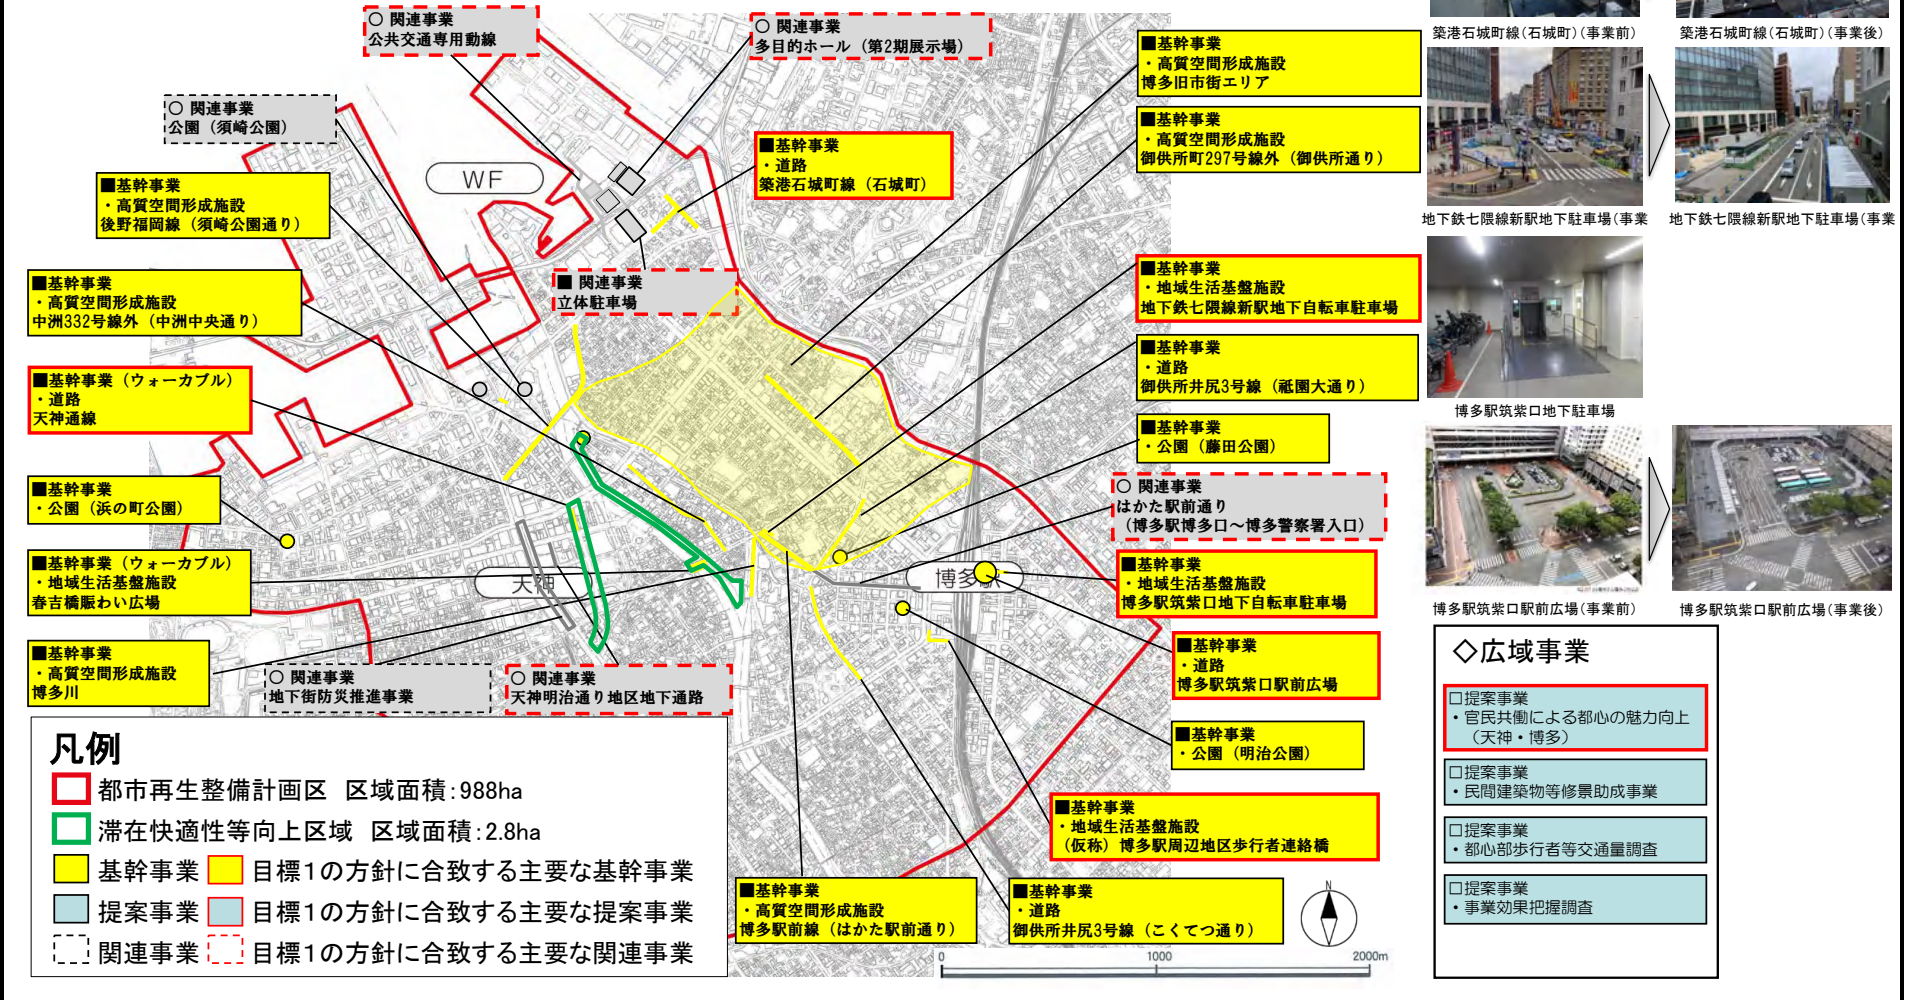 ○ 関連事業
公共交通専用動線
○ 関連事業
多目的ホール（第2期展示場）
○ 関連事業
公園（須崎公園）
WF
■基幹事業
・道路
築港石城町線（石城町）
■基幹事業
・高質空間形成施設
後野福岡線（須崎公園通り）
■基幹事業
・高質空間形成施設
中洲332号線外（中洲中央通り）
■ 関連事業
立体駐車場
■基幹事業（ウォーカブル）
・道路
天神通線
■基幹事業
・公園（浜の町公園）
■基幹事業（ウォーカブル）
・地域生活基盤施設
春吉橋賑わい広場
■基幹事業
・高質空間形成施設
博多川
天神
博多駅
○ 関連事業
地下街防災推進事業
○ 関連事業
天神明治通り地区地下通路
■基幹事業
・高質空間形成施設
博多旧市街エリア
■基幹事業
・高質空間形成施設
御供所町297号線外（御供所通り）
■基幹事業
・地域生活基盤施設
地下鉄七隈線新駅地下自転車駐車場
■基幹事業
・道路
御供所井尻3号線（祗園大通り）
■基幹事業
・公園（藤田公園）
○ 関連事業
はかた駅前通り
（博多駅博多口～博多警察署入口）
■基幹事業
・地域生活基盤施設
博多駅筑紫口地下自転車駐車場
■基幹事業
・道路
博多駅筑紫口駅前広場
■基幹事業
・公園（明治公園）
■基幹事業
・地域生活基盤施設
（仮称）博多駅周辺地区歩行者連絡橋
■基幹事業
・高質空間形成施設
博多駅前線（はかた駅前通り）
■基幹事業
・道路
御供所井尻3号線（こくてつ通り）
N
0 1000 2000m
凡例
都市再生整備計画区 区域面積：988ha
滞在快適性等向上区域 区域面積：2.8ha
基幹事業 目標1の方針に合致する主要な基幹事業
提案事業 目標1の方針に合致する主要な提案事業
関連事業 目標1の方針に合致する主要な関連事業
築港石城町線（石城町）（事業前）
築港石城町線（石城町）（事業後）
地下鉄七隈線新駅地下駐車場（事業
地下鉄七隈線新駅地下駐車場（事業
博多駅筑紫口地下駐車場
博多駅筑紫口駅前広場（事業前）
博多駅筑紫口駅前広場（事業後）
◇広域事業
□提案事業
・官民共働による都心の魅力向上
（天神・博多）
□提案事業
・民間建築物等修景助成事業
□提案事業
・都心部歩行者等交通量調査
□提案事業
・事業効果把握調査